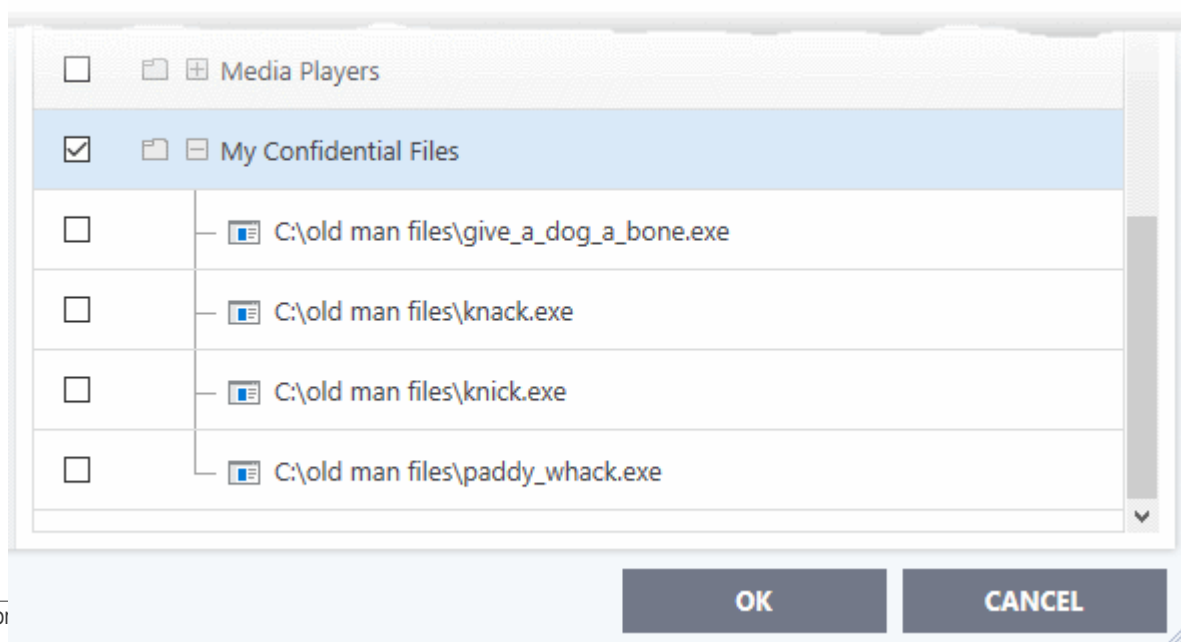 Media Players
My Confidential Files
C:\old man files\give_a_dog_a_bone.exe
C:\old man files\knack.exe
C:\old man files\knick.exe
C:\old man files\paddy_whack.exe
OK CANCEL